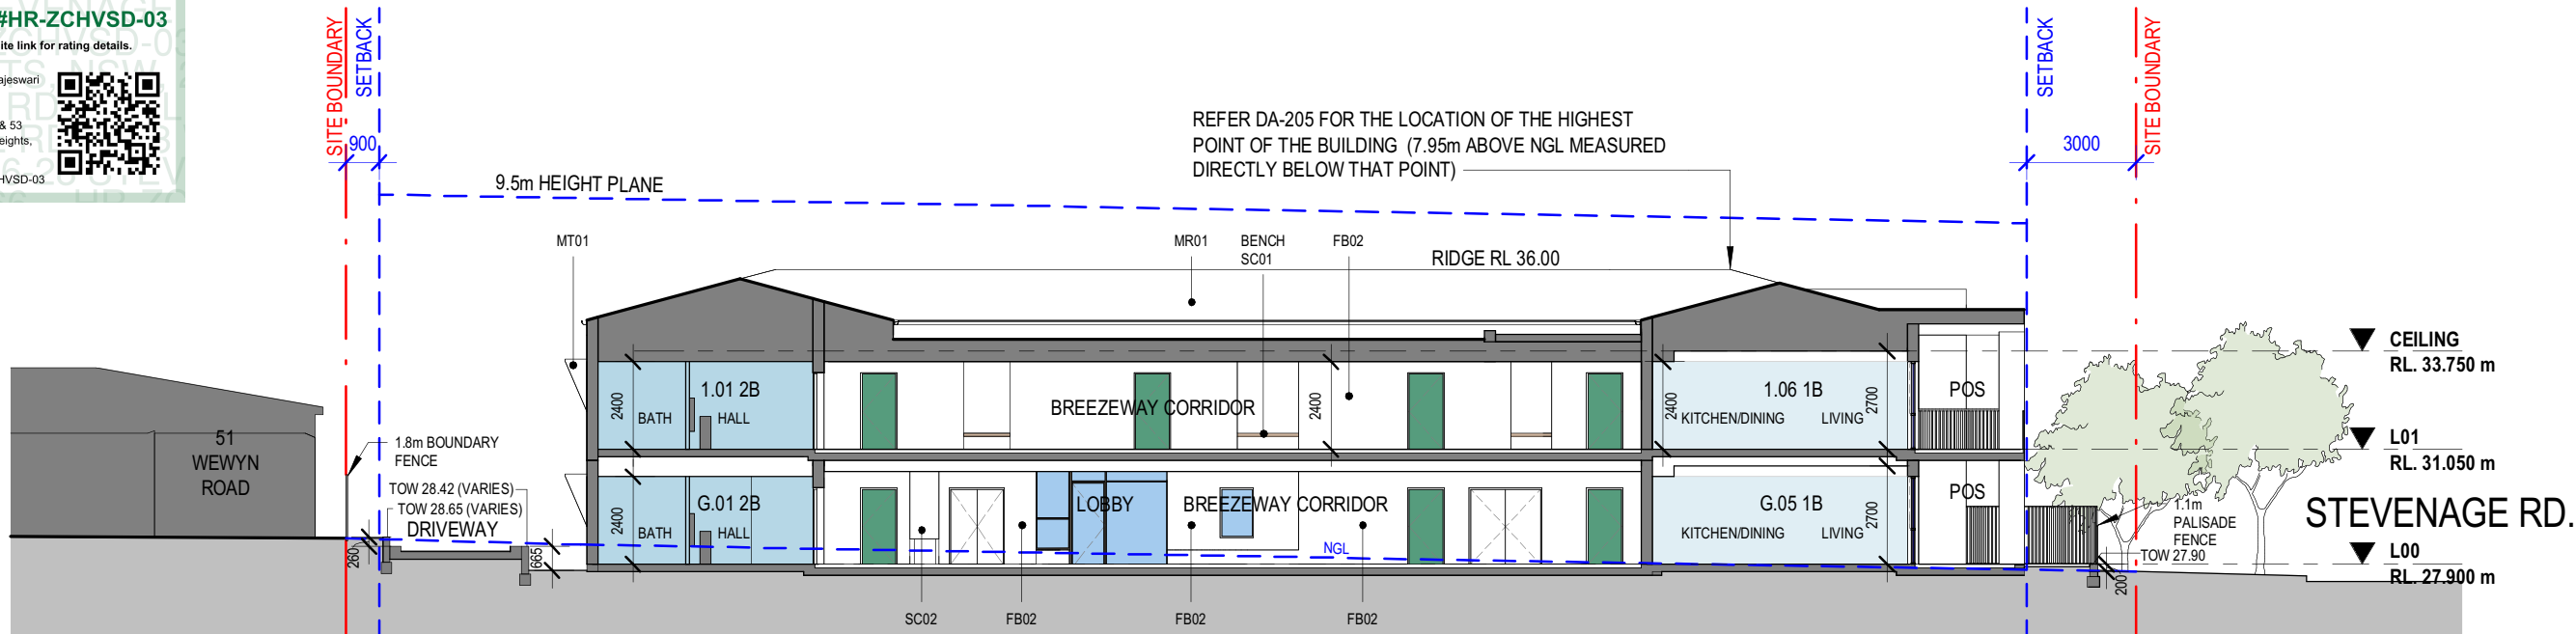 #HR-ZCHVSD-03
ite link for rating details.
ajeswari
& 53
eights,
HVSD-03
SITE BOUNDARY
SETBACK
900
9.5m HEIGHT PLANE
REFER DA-205 FOR THE LOCATION OF THE HIGHEST
POINT OF THE BUILDING (7.95m ABOVE NGL MEASURED
DIRECTLY BELOW THAT POINT)
SETBACK
SITE BOUNDARY
3000
MT01
MR01
BENCH
SC01
FB02
RIDGE RL 36.00
CEILING
RL. 33.750 m
2400
1.01 2B
BATH
HALL
BREEZEWAY CORRIDOR
2400
2400
1.06 1B
KITCHEN/DINING
LIVING
2700
POS
51
WEWYN
ROAD
1.8m BOUNDARY
FENCE
L01
RL. 31.050 m
TOW 28.42 (VARIES)
TOW 28.65 (VARIES)
DRIVEWAY
260
665
2400
G.01 2B
BATH
HALL
LOBBY
BREEZEWAY CORRIDOR
NGL
G.05 1B
KITCHEN/DINING
LIVING
2700
POS
1.1m
PALISADE
FENCE
TOW 27.90
200
STEVENAGE RD.
L00
RL. 27.900 m
SC02
FB02
FB02
FB02